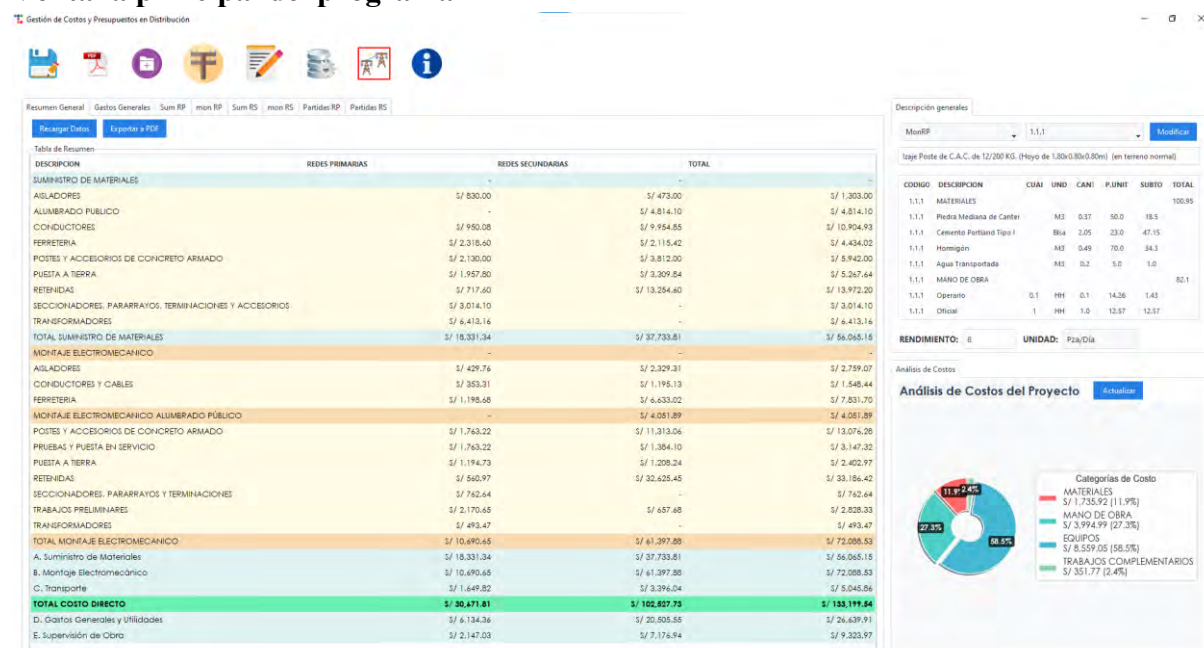 Gestión de Costos y Presupuestos en Distribución
PDF
Resumen General Gastos Generales Sum RP mon RP Sum RS mon RS Partidas RP Partidas RS
Recargar Datos Exportar a PDF
Tabla de Resumen
DESCRIPCION REDES PRIMARIAS REDES SECUNDARIAS TOTAL
SUMINISTRO DE MATERIALES - - -
AISLADORES S/ 830.00 S/ 473.00 S/ 1,303.00
ALUMBRADO PUBLICO - S/ 4,814.10 S/ 4,814.10
CONDUCTORES S/ 950.08 S/ 9,954.85 S/ 10,904.93
FERRETERIA S/ 2,318.60 S/ 2,115.42 S/ 4,434.02
POSTES Y ACCESORIOS DE CONCRETO ARMADO S/ 2,130.00 S/ 3,812.00 S/ 5,942.00
PUESTA A TIERRA S/ 1,957.80 S/ 3,309.84 S/ 5,267.64
RETENIDAS S/ 717.60 S/ 13,254.60 S/ 13,972.20
SECCIONADORES, PARARRAYOS, TERMINACIONES Y ACCESORIOS S/ 3,014.10 - S/ 3,014.10
TRANSFORMADORES S/ 6,413.16 - S/ 6,413.16
TOTAL SUMINISTRO DE MATERIALES S/ 18,331.34 S/ 37,733.81 S/ 56,065.15
MONTAJE ELECTROMECANICO - - -
AISLADORES S/ 429.76 S/ 2,329.31 S/ 2,759.07
CONDUCTORES Y CABLES S/ 353.31 S/ 1,195.13 S/ 1,548.44
FERRETERIA S/ 1,198.68 S/ 6,633.02 S/ 7,831.70
MONTAJE ELECTROMECANICO ALUMBRADO PÚBLICO - S/ 4,051.89 S/ 4,051.89
POSTES Y ACCESORIOS DE CONCRETO ARMADO S/ 1,763.22 S/ 11,313.06 S/ 13,076.28
PRUEBAS Y PUESTA EN SERVICIO S/ 1,763.22 S/ 1,384.10 S/ 3,147.32
PUESTA A TIERRA S/ 1,194.73 S/ 1,208.24 S/ 2,402.97
RETENIDAS S/ 560.97 S/ 32,625.45 S/ 33,186.42
SECCIONADORES, PARARRAYOS Y TERMINACIONES S/ 762.64 - S/ 762.64
TRABAJOS PRELIMINARES S/ 2,170.65 S/ 657.68 S/ 2,828.33
TRANSFORMADORES S/ 493.47 - S/ 493.47
TOTAL MONTAJE ELECTROMECANICO S/ 10,690.65 S/ 61,397.88 S/ 72,088.53
A. Suministro de Materiales S/ 18,331.34 S/ 37,733.81 S/ 56,065.15
B. Montaje Electromecánico S/ 10,690.65 S/ 61,397.88 S/ 72,088.53
C. Transporte S/ 1,649.82 S/ 3,396.04 S/ 5,045.86
TOTAL COSTO DIRECTO S/ 30,671.81 S/ 102,527.73 S/ 133,199.54
D. Gastos Generales y Utilidades S/ 6,134.36 S/ 20,505.55 S/ 26,639.91
E. Supervisión de Obra S/ 2,147.03 S/ 7,176.94 S/ 9,323.97
Descripción generales
MonRP 1.1.1 Modificar
Izaje Poste de C.A.C. de 12/200 KG. (Hoyo de 1.80x0.80x0.80m) (en terreno normal)
CODIGO DESCRIPCION CUAI UND CANT P.UNIT SUBTO TOTAL
1.1.1 MATERIALES 100.95
1.1.1 Piedra Mediana de Canter M3 0.37 50.0 18.5
1.1.1 Cemento Portland Tipo I Blsa 2.05 23.0 47.15
1.1.1 Hormigón M3 0.49 70.0 34.3
1.1.1 Agua Transportada M3 0.2 5.0 1.0
1.1.1 MANO DE OBRA 82.1
1.1.1 Operario 0.1 HH 0.1 14.26 1.43
1.1.1 Oficial 1 HH 1.0 12.57 12.57
RENDIMIENTO: 8 UNIDAD: Pza/Día
Análisis de Costos
Análisis de Costos del Proyecto Actualizar
11.9% 2.4%
27.3%
58.5%
Categorías de Costo
MATERIALES
S/ 1,735.92 (11.9%)
MANO DE OBRA
S/ 3,994.99 (27.3%)
EQUIPOS
S/ 8,559.05 (58.5%)
TRABAJOS COMPLEMENTARIOS
S/ 351.77 (2.4%)